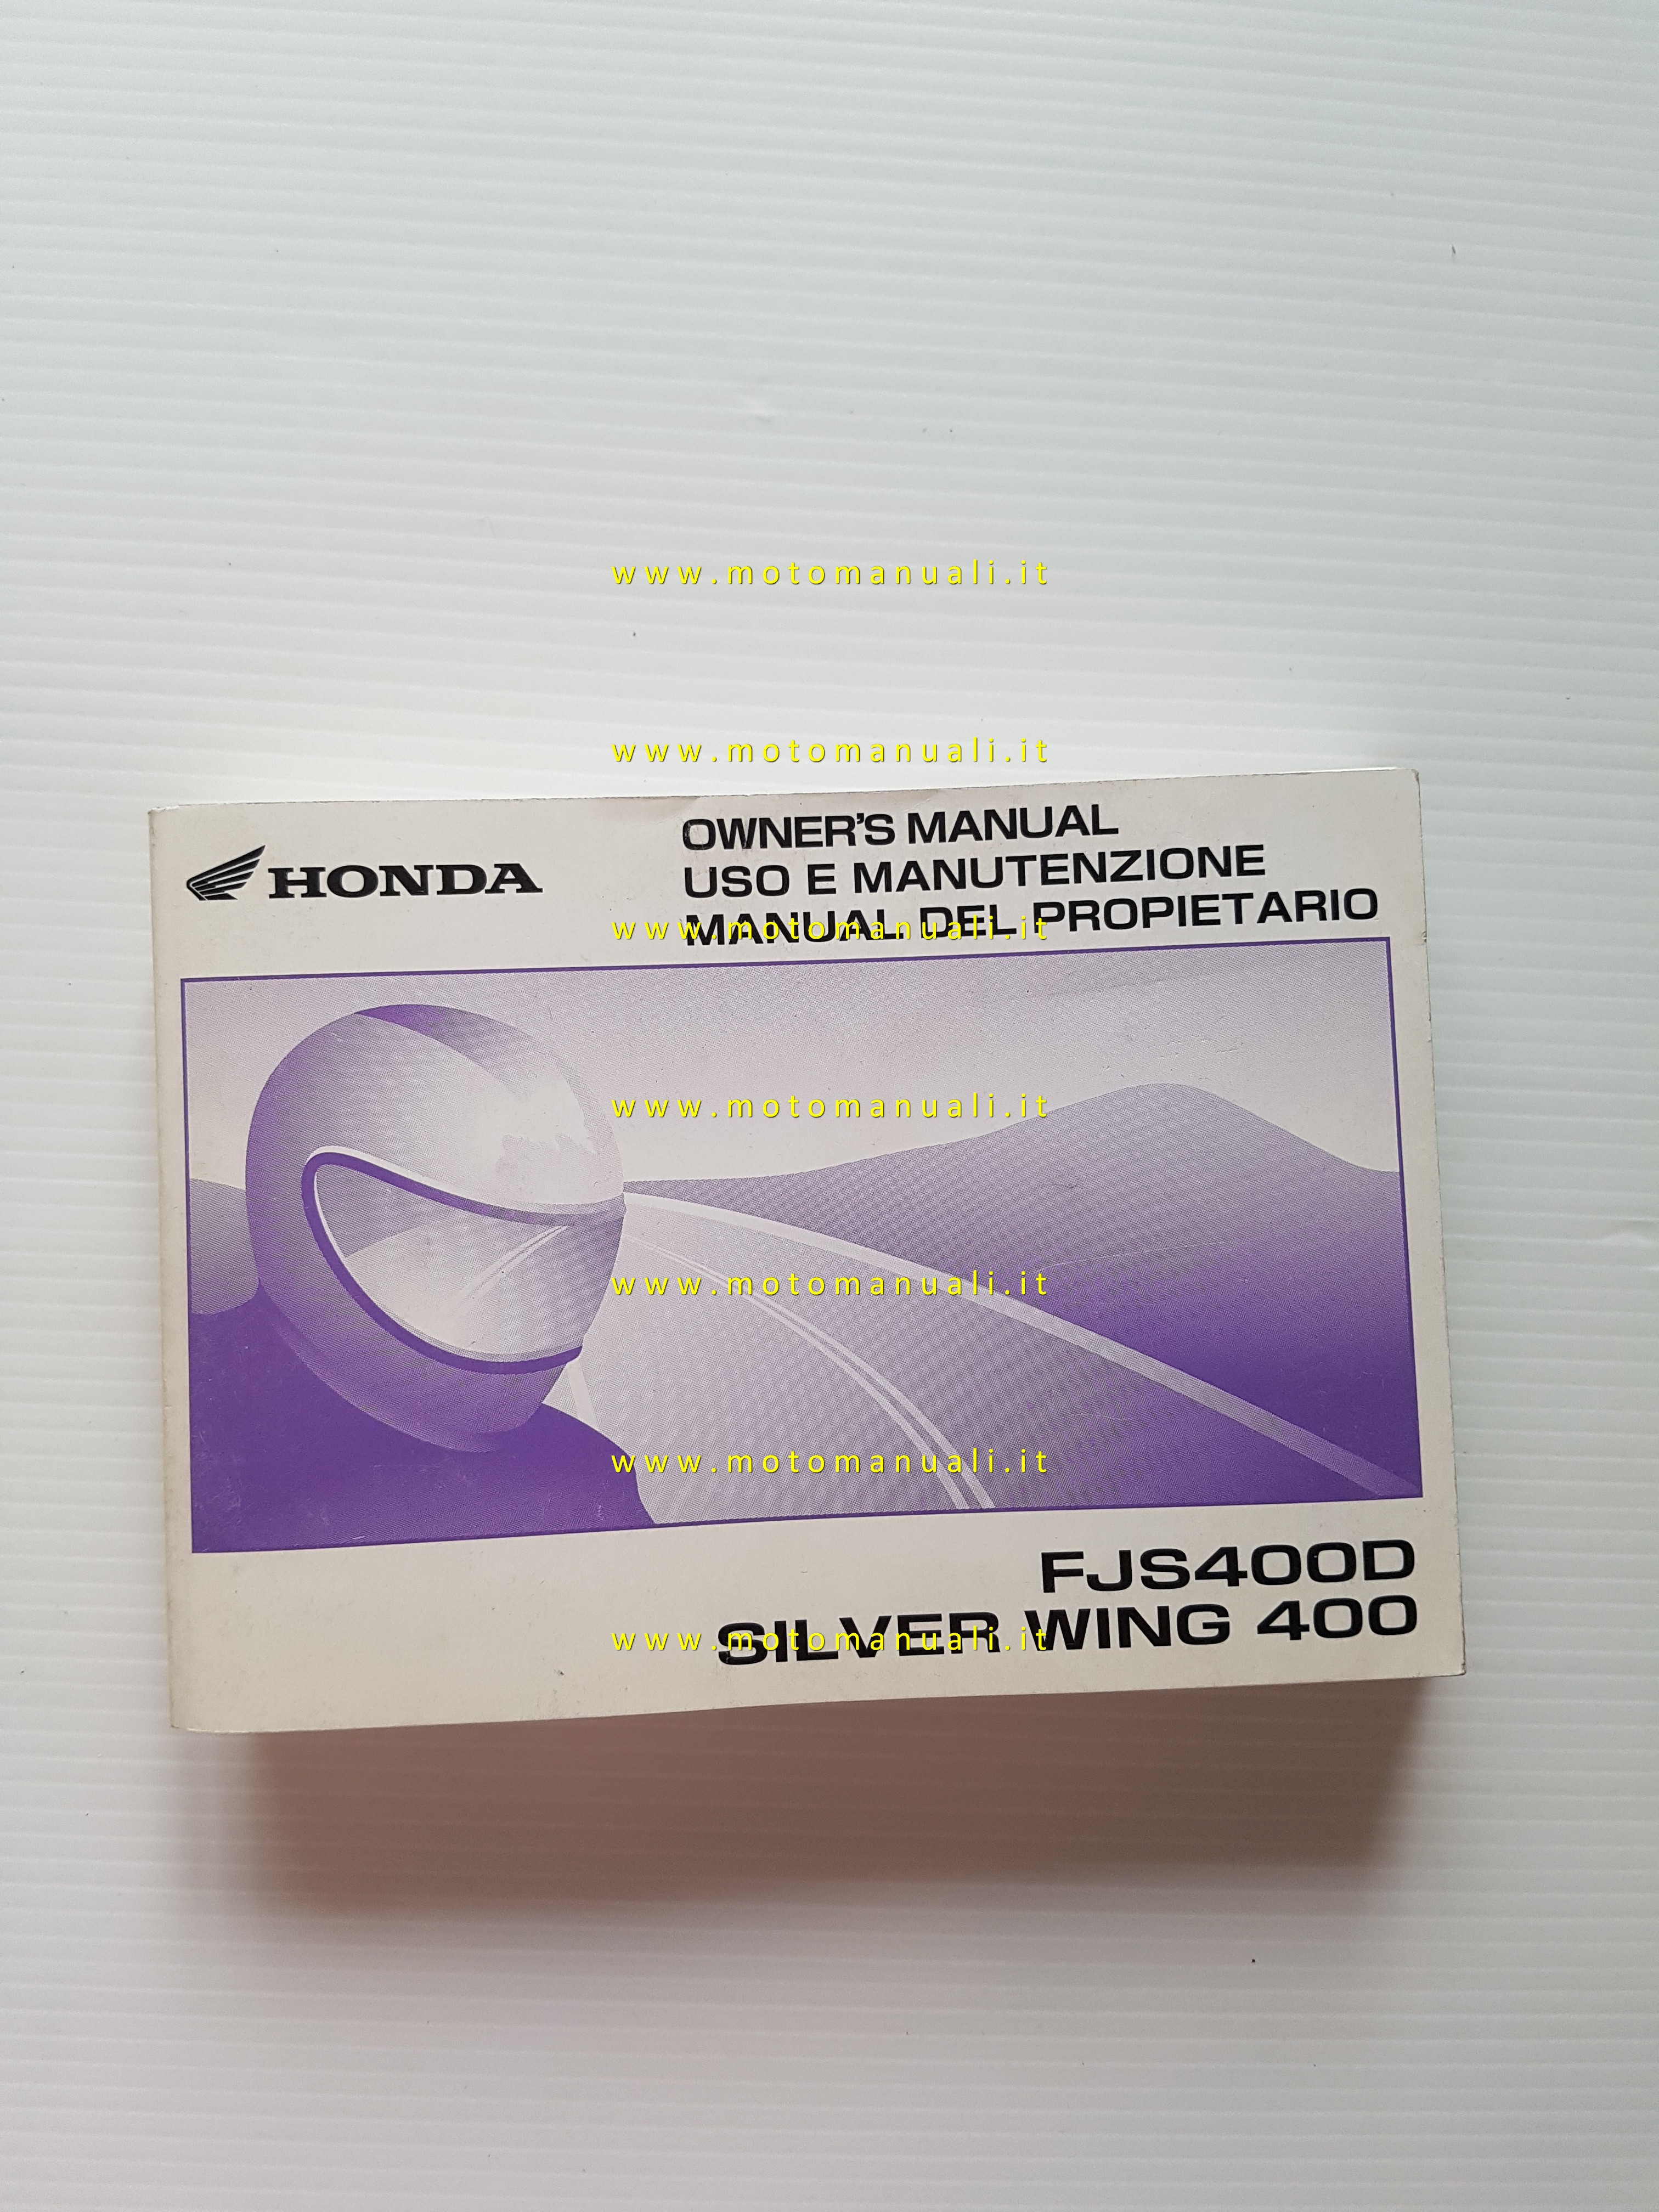 www.motomanuali.it
www.motomanuali.it
HONDA
OWNER'S MANUAL
USO E MANUTENZIONE
MANUAL DEL PROPIETARIO
www.motomanuali.it
www.motomanuali.it
www.motomanuali.it
www.motomanuali.it
FJS400D
SILVER WING 400
www.motomanuali.it